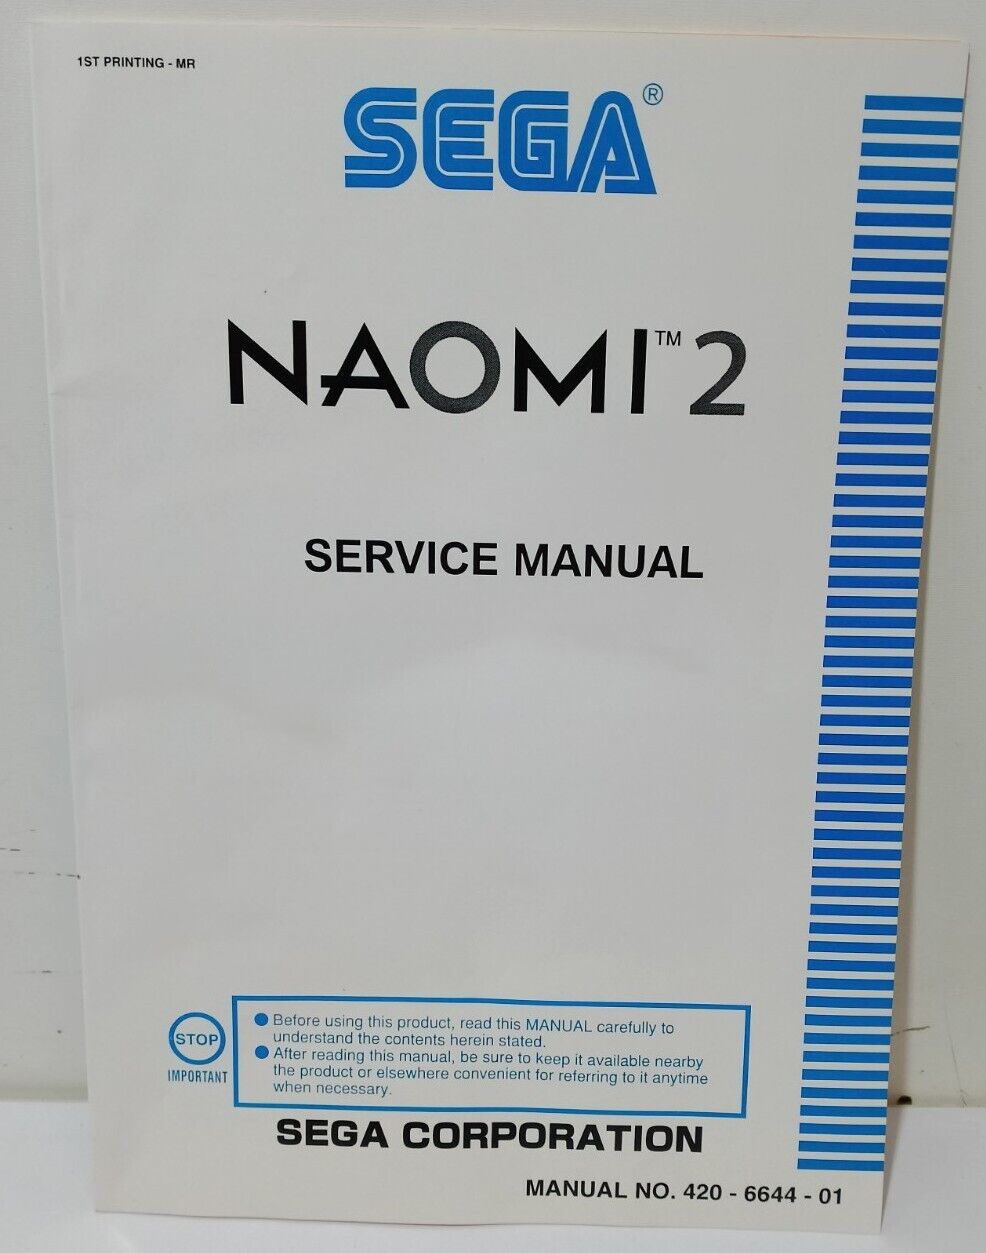 1ST PRINTING - MR
SEGA®
NAOMI™ 2
SERVICE MANUAL
STOP
IMPORTANT
● Before using this product, read this MANUAL carefully to
understand the contents herein stated.
● After reading this manual, be sure to keep it available nearby
the product or elsewhere convenient for referring to it anytime
when necessary.
SEGA CORPORATION
MANUAL NO. 420 - 6644 - 01